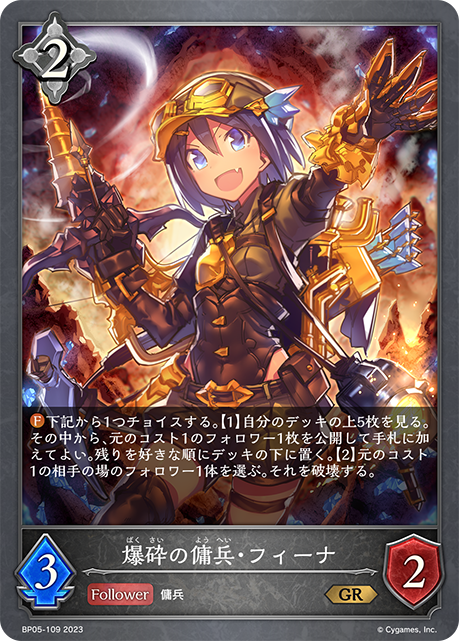 2
F 下記から1つチョイスする。【1】自分のデッキの上5枚を見る。
その中から、元のコスト1のフォロワー1枚を公開して手札に加
えてよい。残りを好きな順にデッキの下に置く。【2】元のコスト
1の相手の場のフォロワー1体を選ぶ。それを破壊する。
ばく さい よう へい
爆砕の傭兵・フィーナ
3
Follower 傭兵
GR
2
BP05-109 2023
© Cygames, Inc.